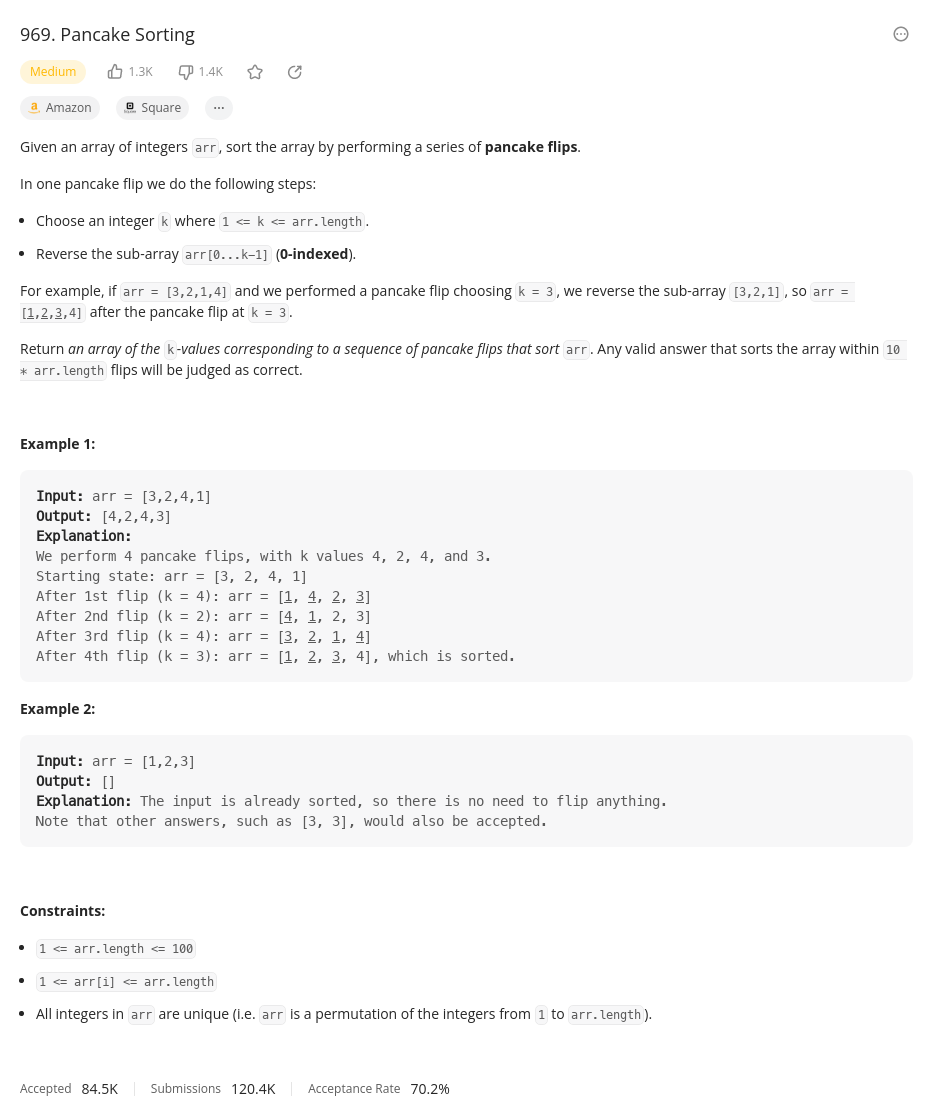 969. Pancake Sorting
Medium 1.3K 1.4K
a Amazon Square ...
Given an array of integers arr, sort the array by performing a series of pancake flips.
In one pancake flip we do the following steps:
• Choose an integer k where 1 <= k <= arr.length.
• Reverse the sub-array arr[0...k-1] (0-indexed).
For example, if arr = [3,2,1,4] and we performed a pancake flip choosing k = 3, we reverse the sub-array [3,2,1], so arr =
[1,2,3,4] after the pancake flip at k = 3.
Return an array of the k-values corresponding to a sequence of pancake flips that sort arr. Any valid answer that sorts the array within 10
* arr.length flips will be judged as correct.
Example 1:
Input: arr = [3,2,4,1]
Output: [4,2,4,3]
Explanation:
We perform 4 pancake flips, with k values 4, 2, 4, and 3.
Starting state: arr = [3, 2, 4, 1]
After 1st flip (k = 4): arr = [1, 4, 2, 3]
After 2nd flip (k = 2): arr = [4, 1, 2, 3]
After 3rd flip (k = 4): arr = [3, 2, 1, 4]
After 4th flip (k = 3): arr = [1, 2, 3, 4], which is sorted.
Example 2:
Input: arr = [1,2,3]
Output: []
Explanation: The input is already sorted, so there is no need to flip anything.
Note that other answers, such as [3, 3], would also be accepted.
Constraints:
• 1 <= arr.length <= 100
• 1 <= arr[i] <= arr.length
• All integers in arr are unique (i.e. arr is a permutation of the integers from 1 to arr.length).
Accepted 84.5K Submissions 120.4K Acceptance Rate 70.2%